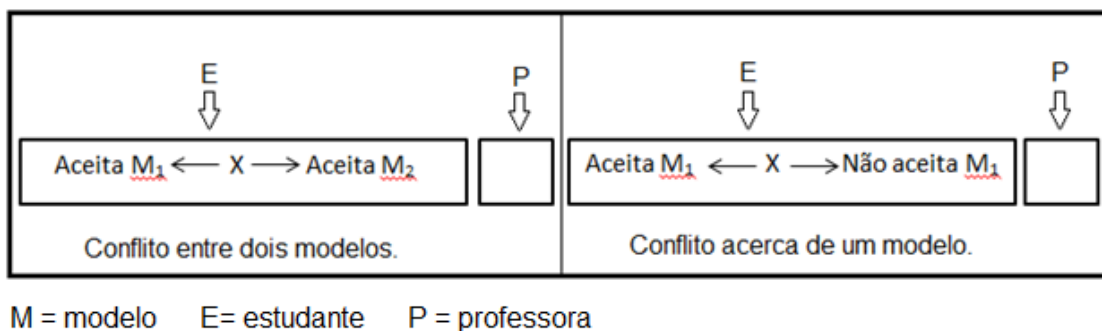 E P E P
Aceita M₁ X Aceita M₂ Aceita M₁ X Não aceita M₁
Conflito entre dois modelos. Conflito acerca de um modelo.
M = modelo E= estudante P = professora